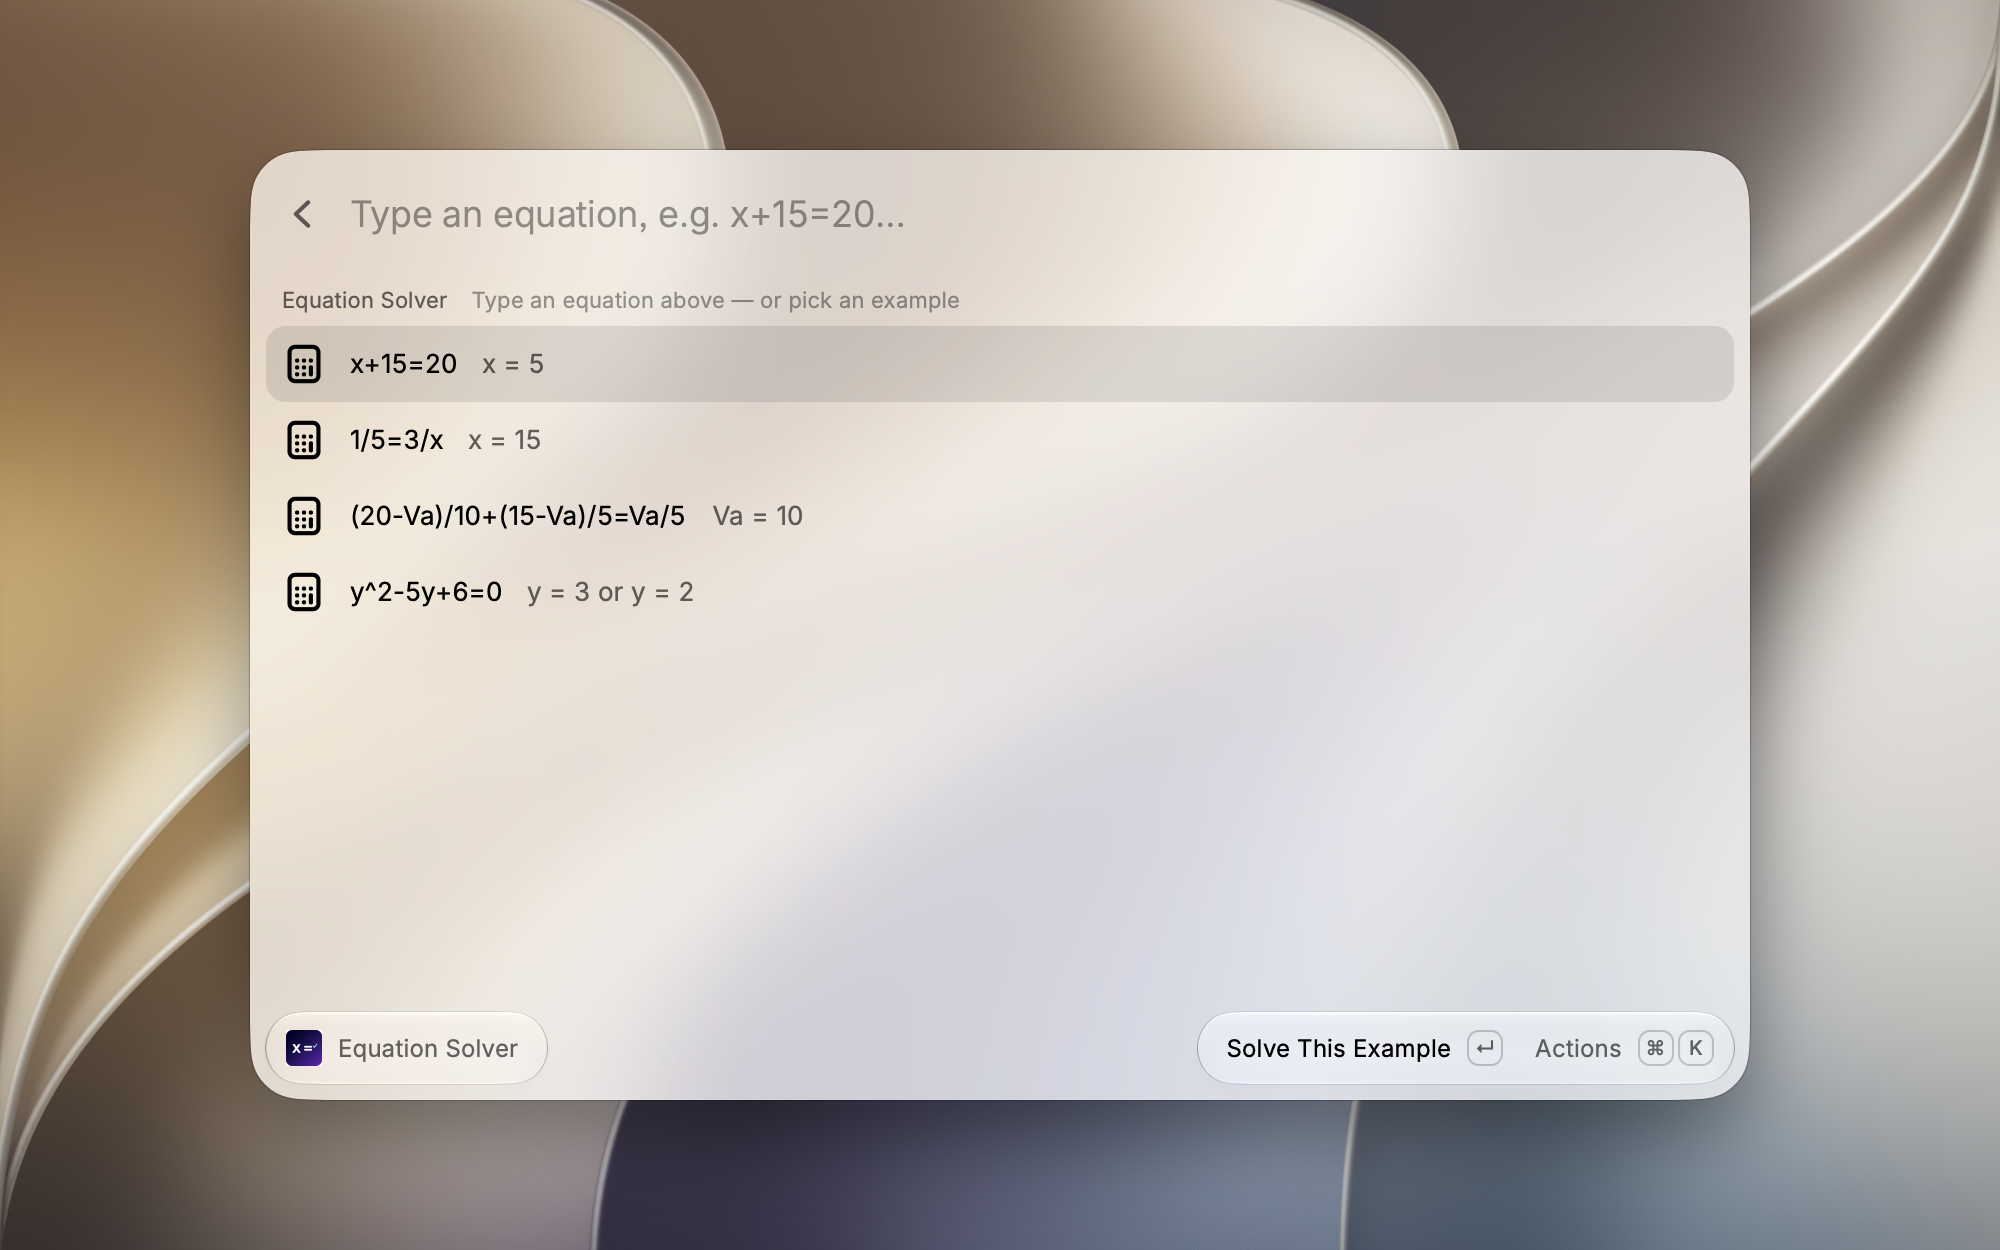 Type an equation, e.g. x+15=20...
Equation Solver Type an equation above — or pick an example
x+15=20 x = 5
1/5=3/x x = 15
(20-Va)/10+(15-Va)/5=Va/5 Va = 10
y^2-5y+6=0 y = 3 or y = 2
x = Equation Solver
Solve This Example ↵ Actions ⌘ K